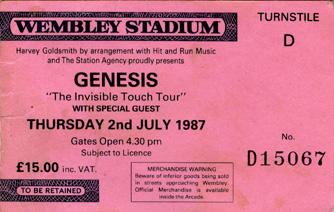 WEMBLEY STADIUM
Harvey Goldsmith by arrangement with Hit and Run Music
and The Station Agency proudly presents
GENESIS
"The Invisible Touch Tour"
WITH SPECIAL GUEST
THURSDAY 2nd JULY 1987
Gates Open 4.30 pm
Subject to Licence
£15.00 inc. VAT.
TO BE RETAINED
MERCHANDISE WARNING
Beware of inferior goods being sold
in streets approaching Wembley.
Official Merchandise is available
inside the Arcade.
TURNSTILE
D
No.
D15067